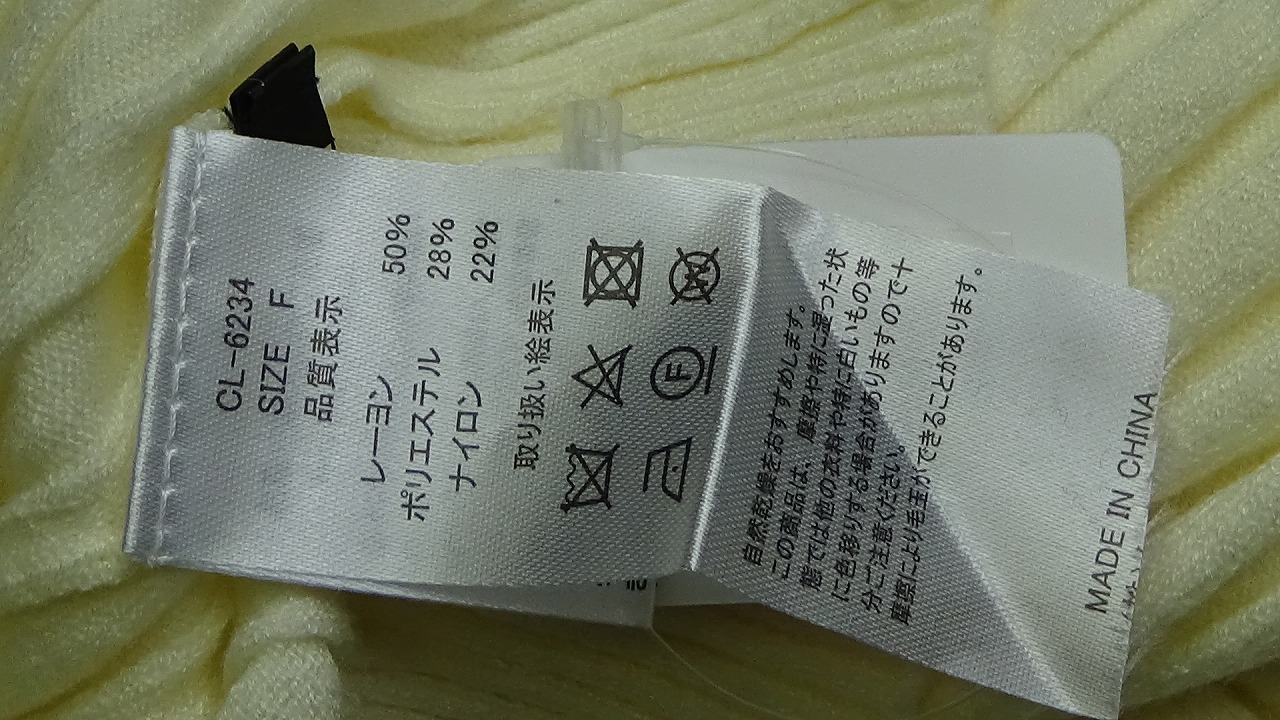 CL-6234
SIZE F
品質表示
レーヨン 50%
ポリエステル 28%
ナイロン 22%
取り扱い絵表示
自然乾燥をおすすめします。
この商品は、摩擦や特に湿った状
態では他の衣料や特に白いもの等
に色移りする場合がありますので十
分ご注意ください。
摩擦により毛玉ができることがあります。
MADE IN CHINA